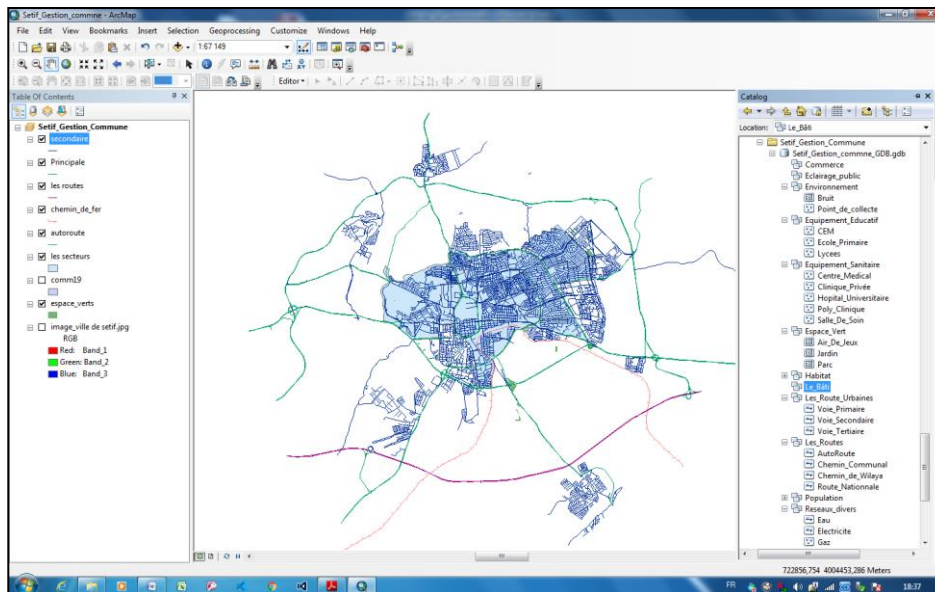 Setif_Gestion_commne - ArcMap
File Edit View Bookmarks Insert Selection Geoprocessing Customize Windows Help
1:67 149
Editor
Table Of Contents
Setif_Gestion_Commune
secondaire
Principale
les routes
chemin_de_fer
autoroute
les secteurs
comm19
espace_verts
image_ville de setif.jpg
RGB
Red: Band_1
Green: Band_2
Blue: Band_3
Catalog
Location: Le_Bâti
Setif_Gestion_Commune
Setif_Gestion_commne_GDB.gdb
Commerce
Eclairage_public
Environnement
Bruit
Point_de_collecte
Equipement_Educatif
CEM
Ecole_Primaire
Lycees
Equipement_Sanitaire
Centre_Medical
Clinique_Privée
Hopital_Universitaire
Poly_Clinique
Salle_De_Soin
Espace_Vert
Air_De_Jeux
Jardin
Parc
Habitat
Le_Bâti
Les_Route_Urbaines
Voie_Primaire
Voie_Secondaire
Voie_Tertiaire
Les_Routes
AutoRoute
Chemin_Communal
Chemin_de_Wilaya
Route_Nationnale
Population
Reseaux_divers
Eau
Electricite
Gaz
722856,754 4004453,286 Meters
FR 18:37